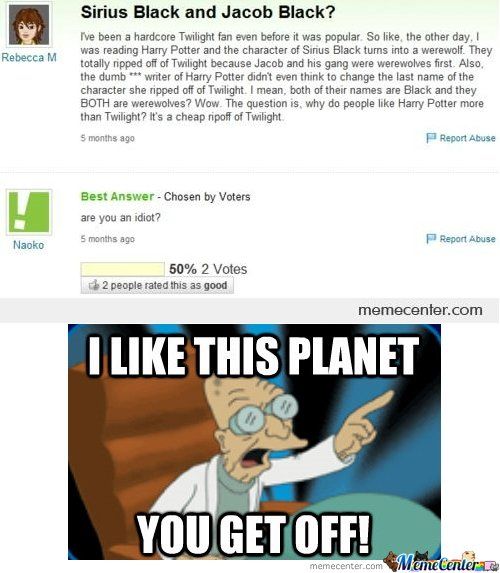 Sirius Black and Jacob Black?
I've been a hardcore Twilight fan even before it was popular. So like, the other day, I
was reading Harry Potter and the character of Sirius Black turns into a werewolf. They
Rebecca M
totally ripped off of Twilight because Jacob and his gang were werewolves first. Also,
the dumb *** writer of Harry Potter didn't even think to change the last name of the
character she ripped off of Twilight. I mean, both of their names are Black and they
BOTH are werewolves? Wow. The question is, why do people like Harry Potter more
than Twilight? It's a cheap ripoff of Twilight.
5 months ago
Report Abuse
Best Answer - Chosen by Voters
are you an idiot?
Naoko
5 months ago
Report Abuse
50% 2 Votes
2 people rated this as good
memecenter.com
I LIKE THIS PLANET
YOU GET OFF!
memecenter.com MemeCenter